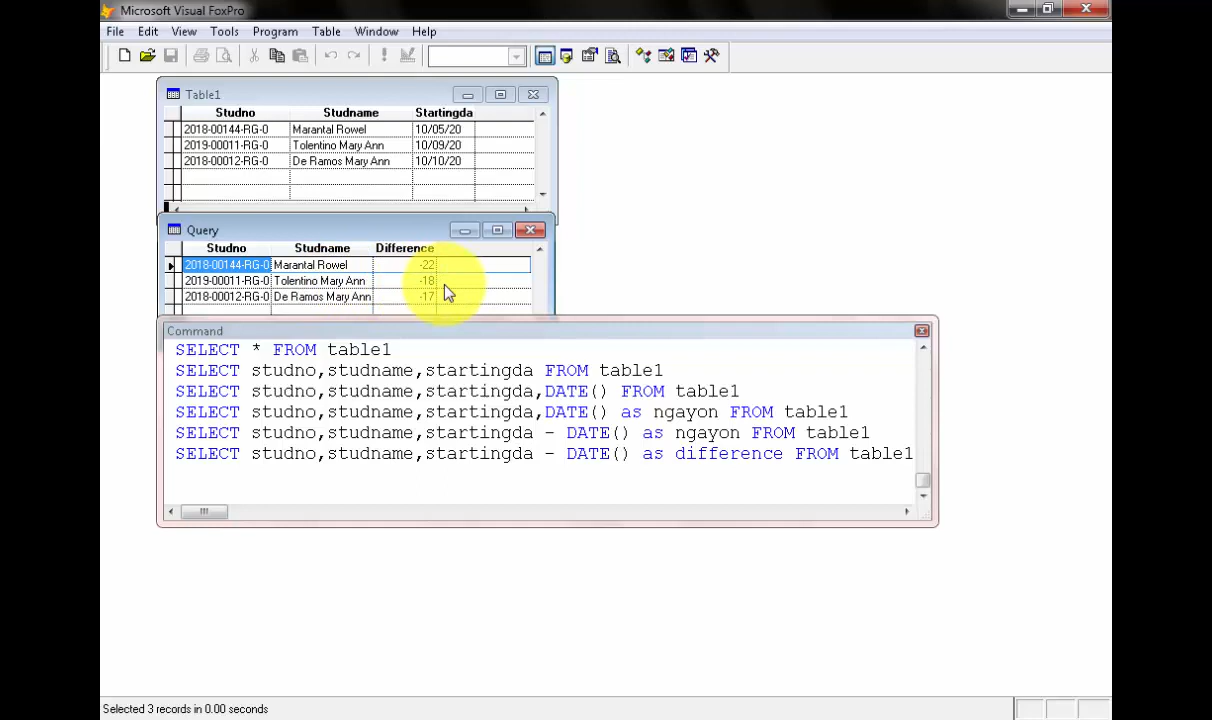 Microsoft Visual FoxPro
File Edit View Tools Program Table Window Help
Table1
Studno Studname Startingda
2018-00144-RG-0 Marantal Rowel 10/05/20
2019-00011-RG-0 Tolentino Mary Ann 10/09/20
2018-00012-RG-0 De Ramos Mary Ann 10/10/20
Query
Studno Studname Difference
2018-00144-RG-0 Marantal Rowel -22
2019-00011-RG-0 Tolentino Mary Ann -18
2018-00012-RG-0 De Ramos Mary Ann -17
Command
SELECT * FROM table1
SELECT studno,studname,startingda FROM table1
SELECT studno,studname,startingda,DATE() FROM table1
SELECT studno,studname,startingda,DATE() as ngayon FROM table1
SELECT studno,studname,startingda - DATE() as ngayon FROM table1
SELECT studno,studname,startingda - DATE() as difference FROM table1
Selected 3 records in 0.00 seconds